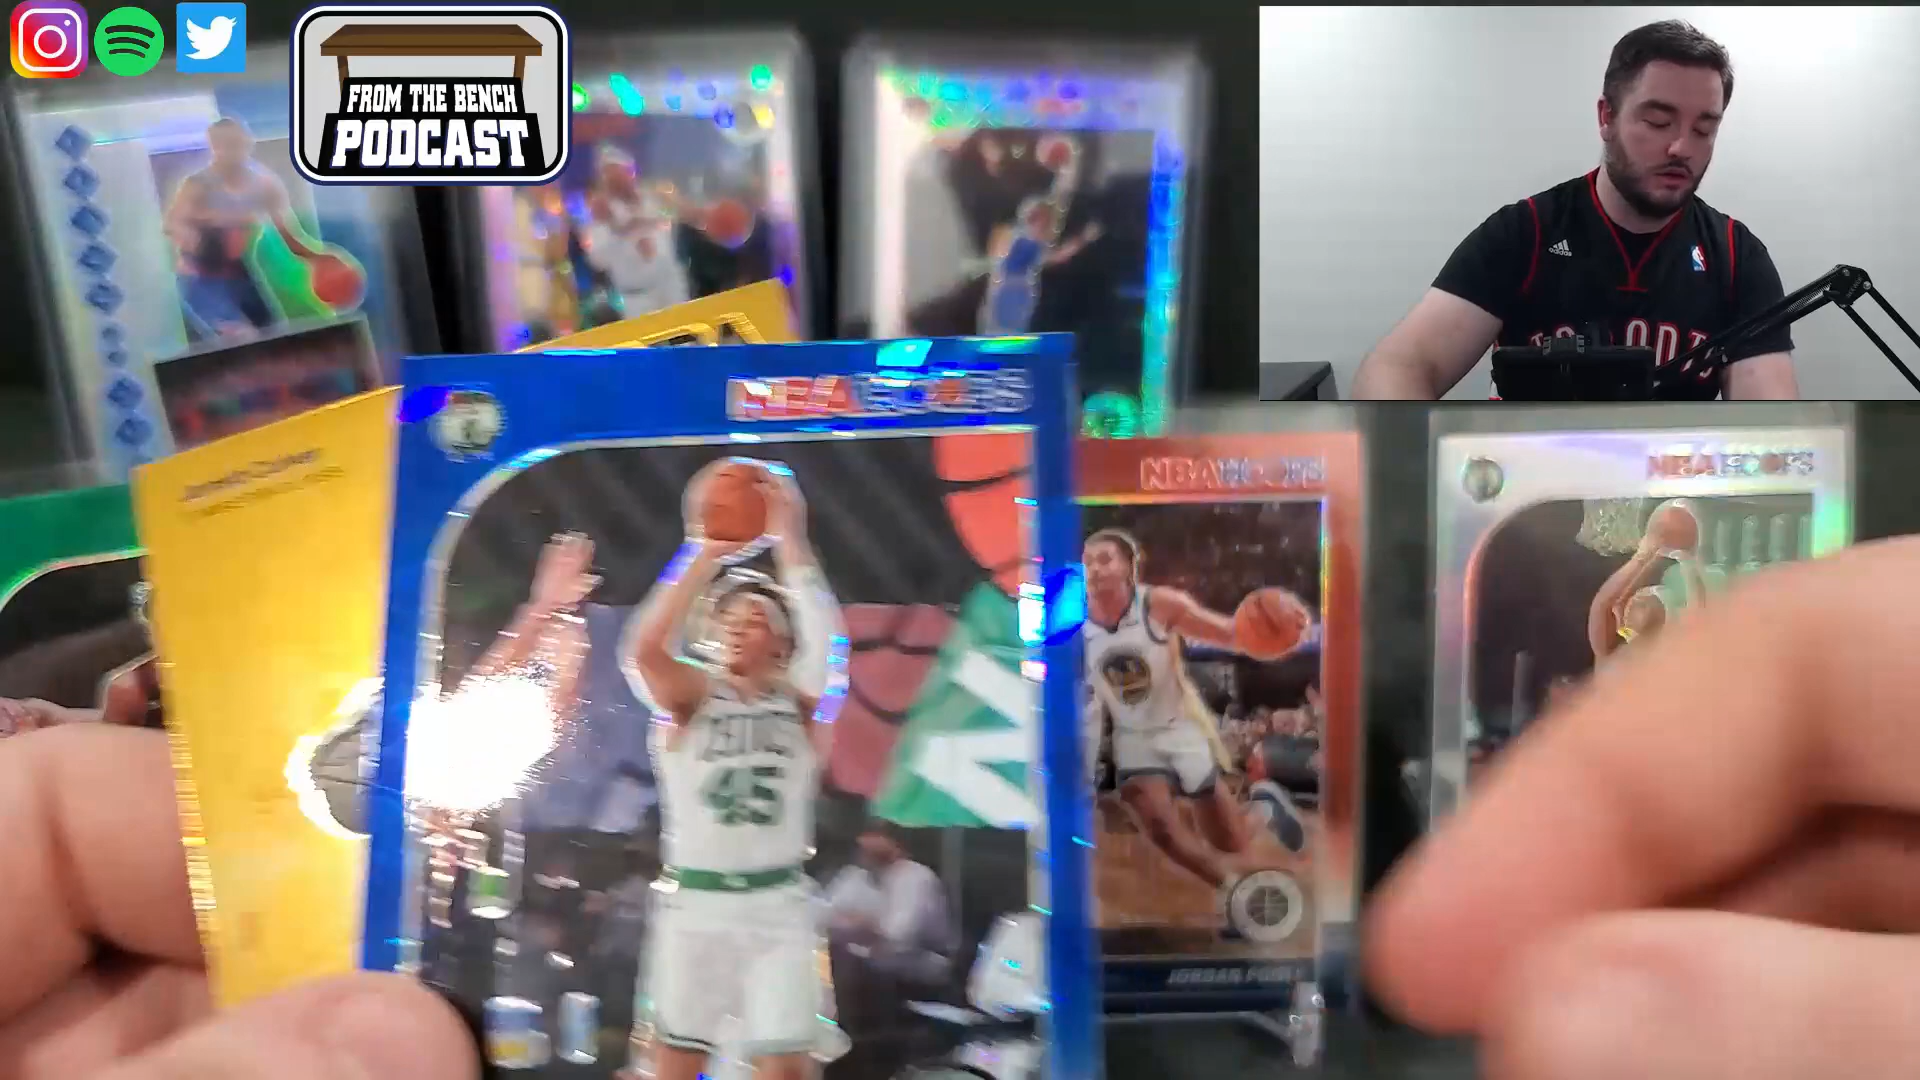 FROM THE BENCH
PODCAST
NBA HOOPS
NBA HOOPS
NBA HOOPS
CELTICS
45
adidas
JORDAN POOLE